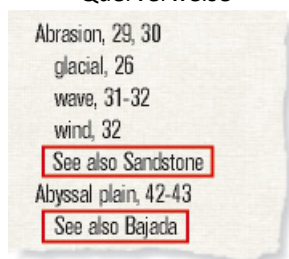 Querverweise
Abrasion, 29, 30
glacial, 26
wave, 31-32
wind, 32
See also Sandstone
Abyssal plain, 42-43
See also Bajada